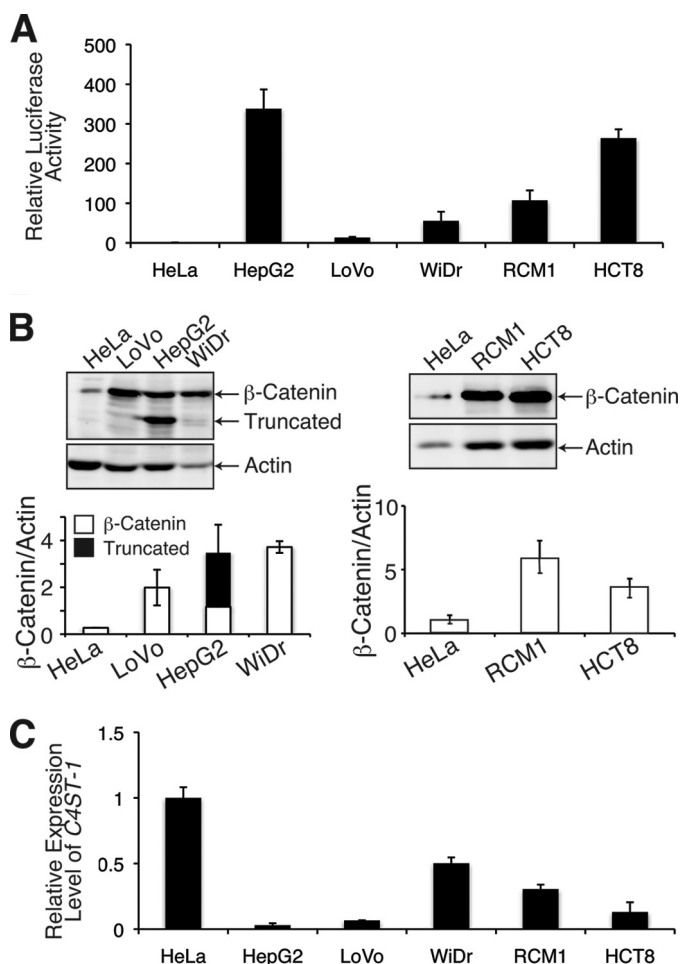 A
Relative Luciferase
Activity
500
400
300
200
100
0
HeLa HepG2 LoVo WiDr RCM1 HCT8
B
HeLa LoVo HepG2 WiDr
β-Catenin
Truncated
Actin
HeLa RCM1 HCT8
β-Catenin
Actin
β-Catenin/Actin
4
2
0
β-Catenin
Truncated
HeLa LoVo HepG2 WiDr
β-Catenin/Actin
10
5
0
HeLa RCM1 HCT8
C
Relative Expression
Level of C4ST-1
1.5
1
0.5
0
HeLa HepG2 LoVo WiDr RCM1 HCT8